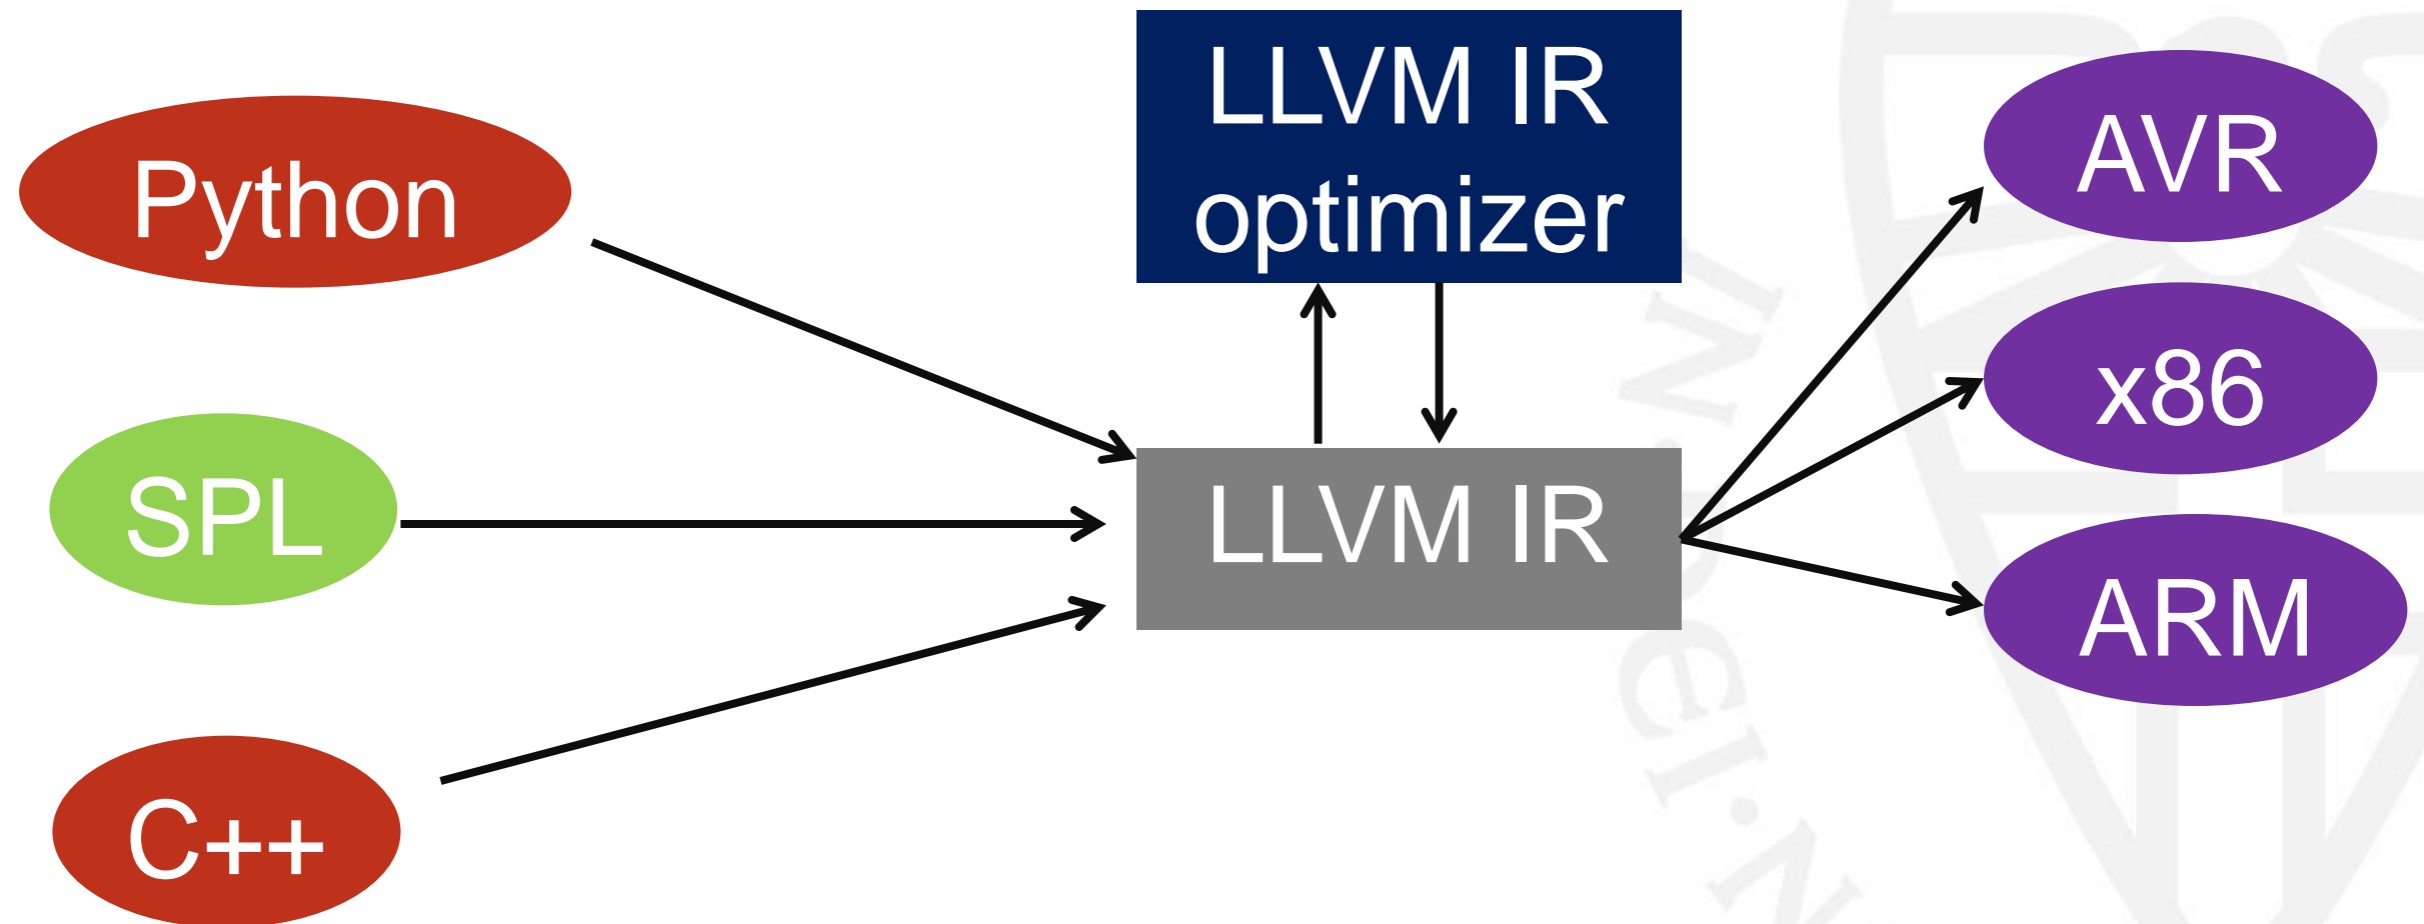 Python
SPL
C++
LLVM IR
optimizer
LLVM IR
AVR
x86
ARM